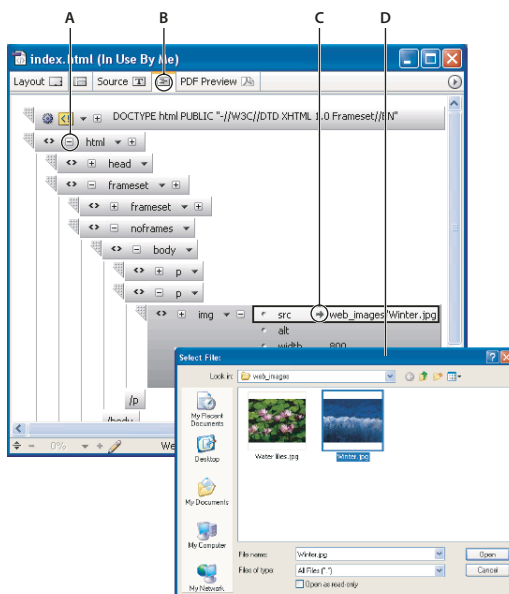 A B C D
index.html (In Use By Me)
Layout Source PDF Preview
DOCTYPE html PUBLIC "-//W3C//DTD XHTML 1.0 Frameset//EN"
html
head
frameset
frameset
noframes
body
p
p
img src web_images/Winter.jpg
alt
width 800
Select File:
Look in: web_images
/p
My Recent Documents
/body
0% We
Desktop
Water lilies.jpg Winter.jpg
My Documents
My Computer
File name: Winter.jpg Open
Files of type: All Files (*.*) Cancel
Open as read-only
My Network